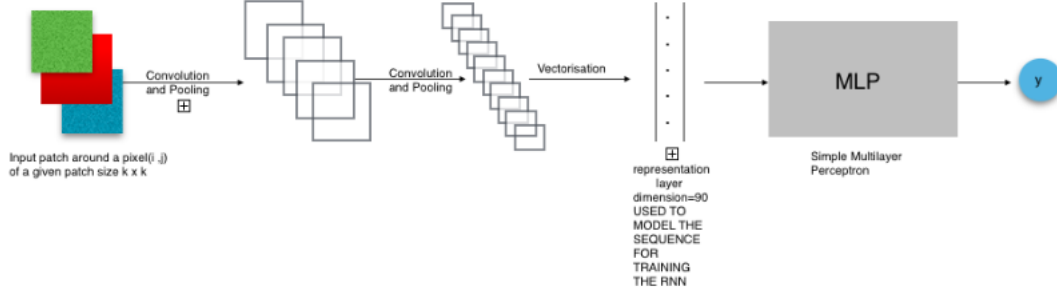 Convolution
and Pooling
Input patch around a pixel(i ,j)
of a given patch size k x k
Convolution
and Pooling
Vectorisation
representation
layer
dimension=90
USED TO
MODEL THE
SEQUENCE
FOR
TRAINING
THE RNN
MLP
Simple Multilayer
Perceptron
y